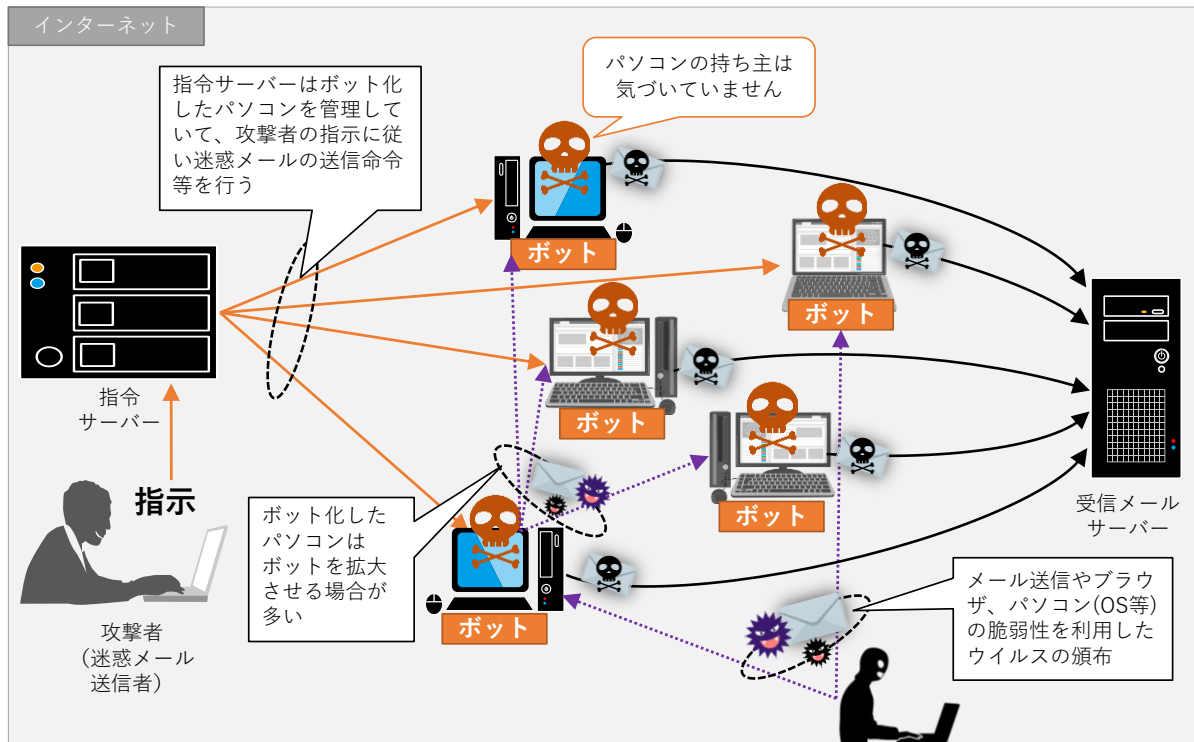 インターネット
パソコンの持ち主は
気づいていません
指令サーバーはボット化
したパソコンを管理して
いて、攻撃者の指示に従
い迷惑メールの送信命令
等を行う
ボット
ボット
ボット
ボット
ボット
指令
サーバー
指示
攻撃者
(迷惑メール
送信者)
ボット化した
パソコンは
ボットを拡大
させる場合が
多い
受信メール
サーバー
メール送信やブラウ
ザ、パソコン(OS等)
の脆弱性を利用した
ウイルスの頒布